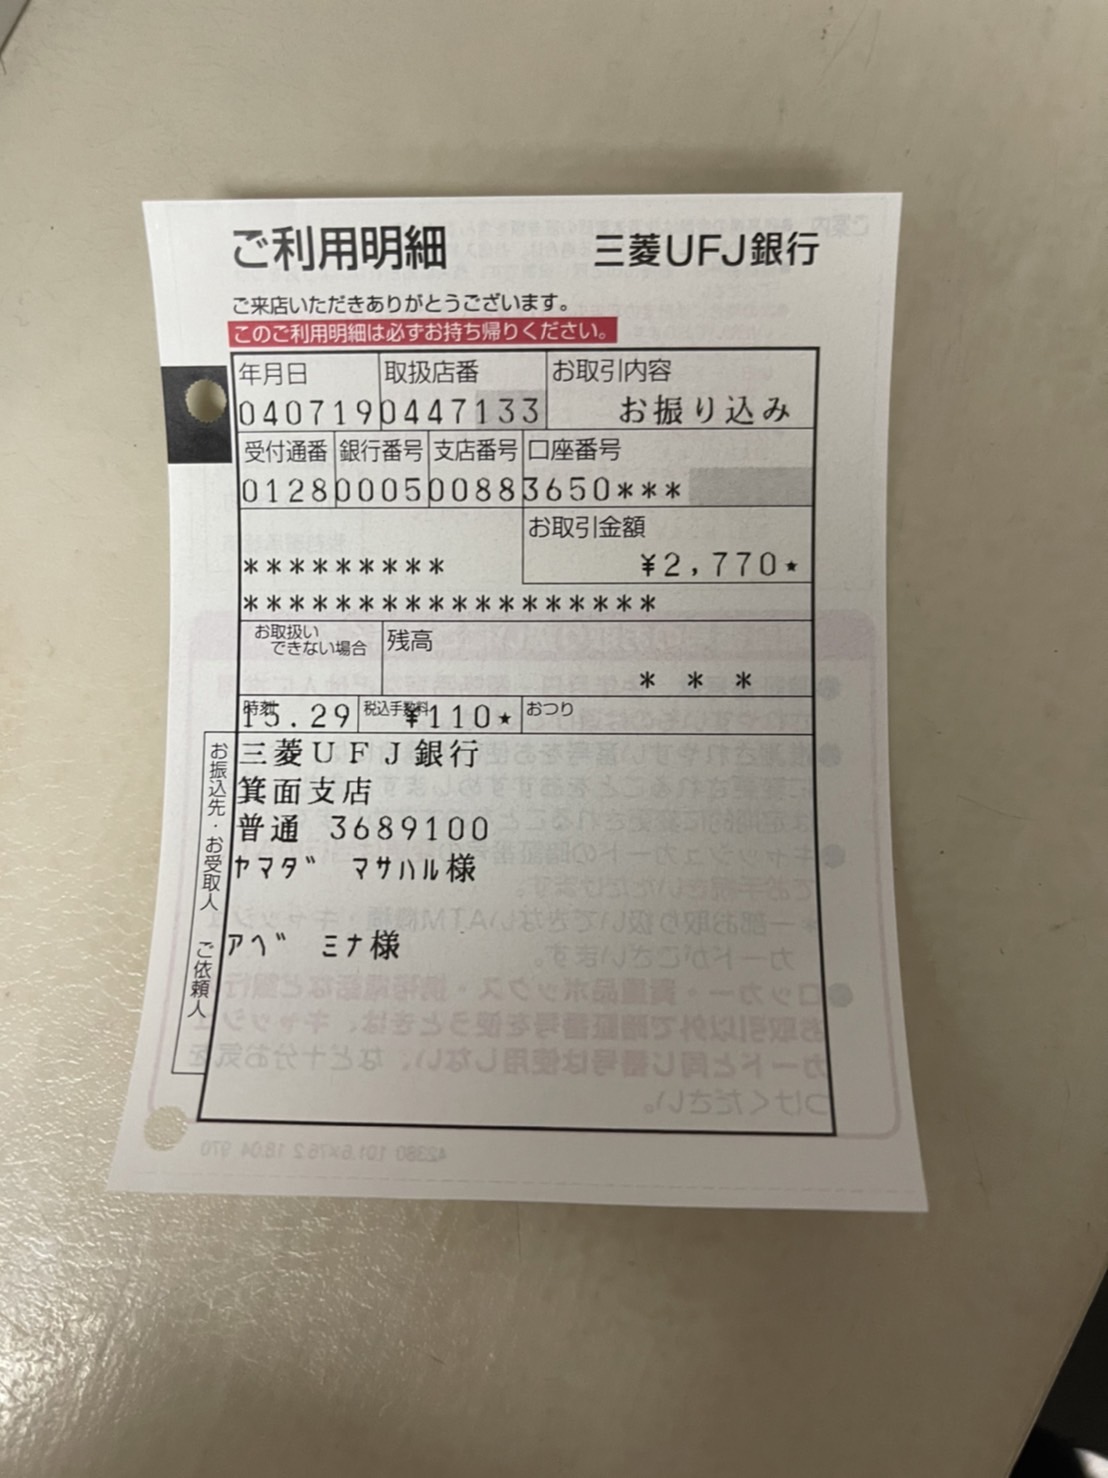 ご利用明細 三菱UFJ銀行
ご来店いただきありがとうございます。
このご利用明細は必ずお持ち帰りください。
年月日 取扱店番 お取引内容
040719 0447133 お振り込み
受付通番 銀行番号 支店番号 口座番号
0128 0005 0088 3650***
お取引金額
********* ¥2,770★
******************
お取扱い
できない場合 残高
* * *
時刻 税込手数料 おつり
15.29 ¥110★
お振込先・お受取人 ご依頼人
三菱UFJ銀行
箕面支店
普通 3689100
ヤマダ マサハル様
アベ ミナ様